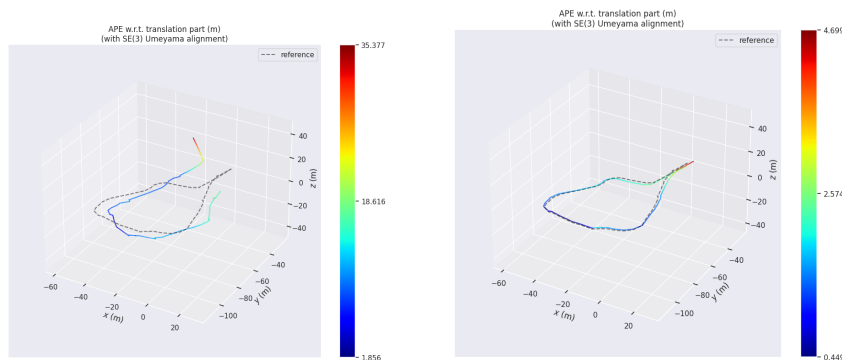 APE w.r.t. translation part (m)
(with SE(3) Umeyama alignment)
reference
35.377
18.616
1.856
40
20
0
−20
−40
z (m)
−60
−40
−20
0
20
x (m)
−40
−60
−80
−100
y (m)
APE w.r.t. translation part (m)
(with SE(3) Umeyama alignment)
reference
4.699
2.574
0.449
40
20
0
−20
−40
z (m)
−60
−40
−20
0
20
x (m)
−40
−60
−80
−100
y (m)